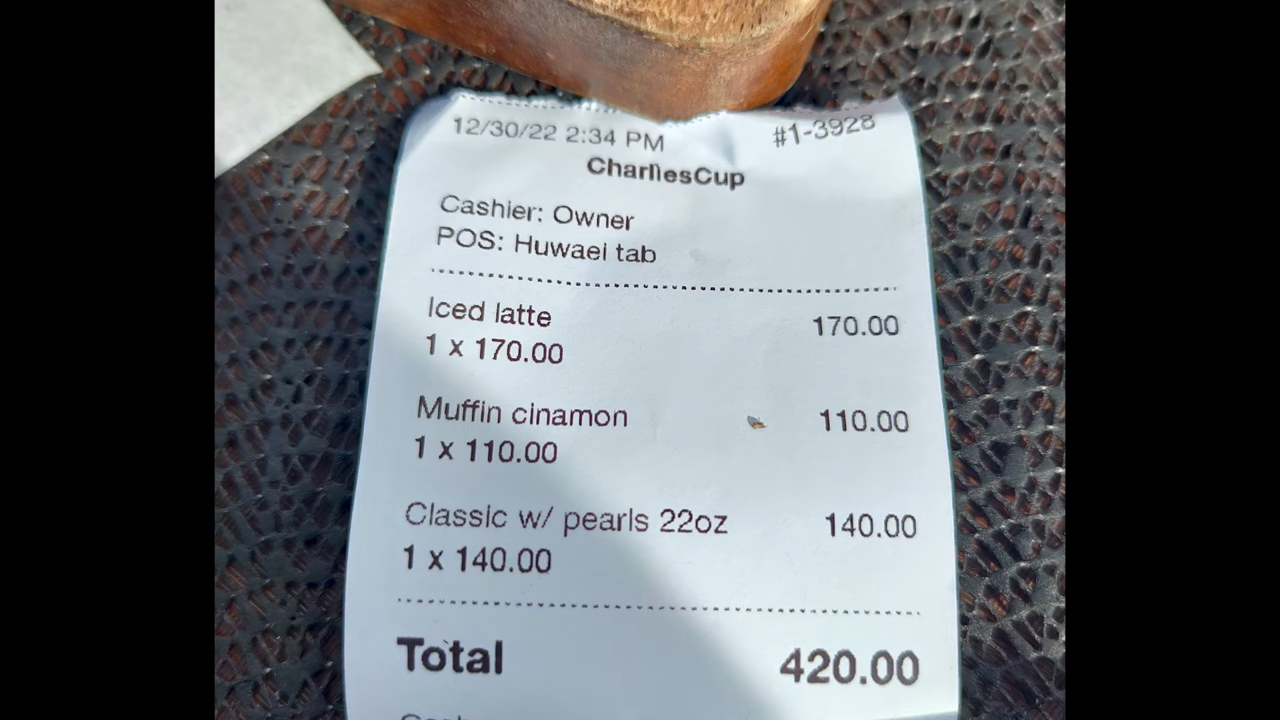 12/30/22 2:34 PM #1-3928
CharliesCup
Cashier: Owner
POS: Huwaei tab
Iced latte 170.00
1 x 170.00
Muffin cinamon 110.00
1 x 110.00
Classic w/ pearls 22oz 140.00
1 x 140.00
Total 420.00